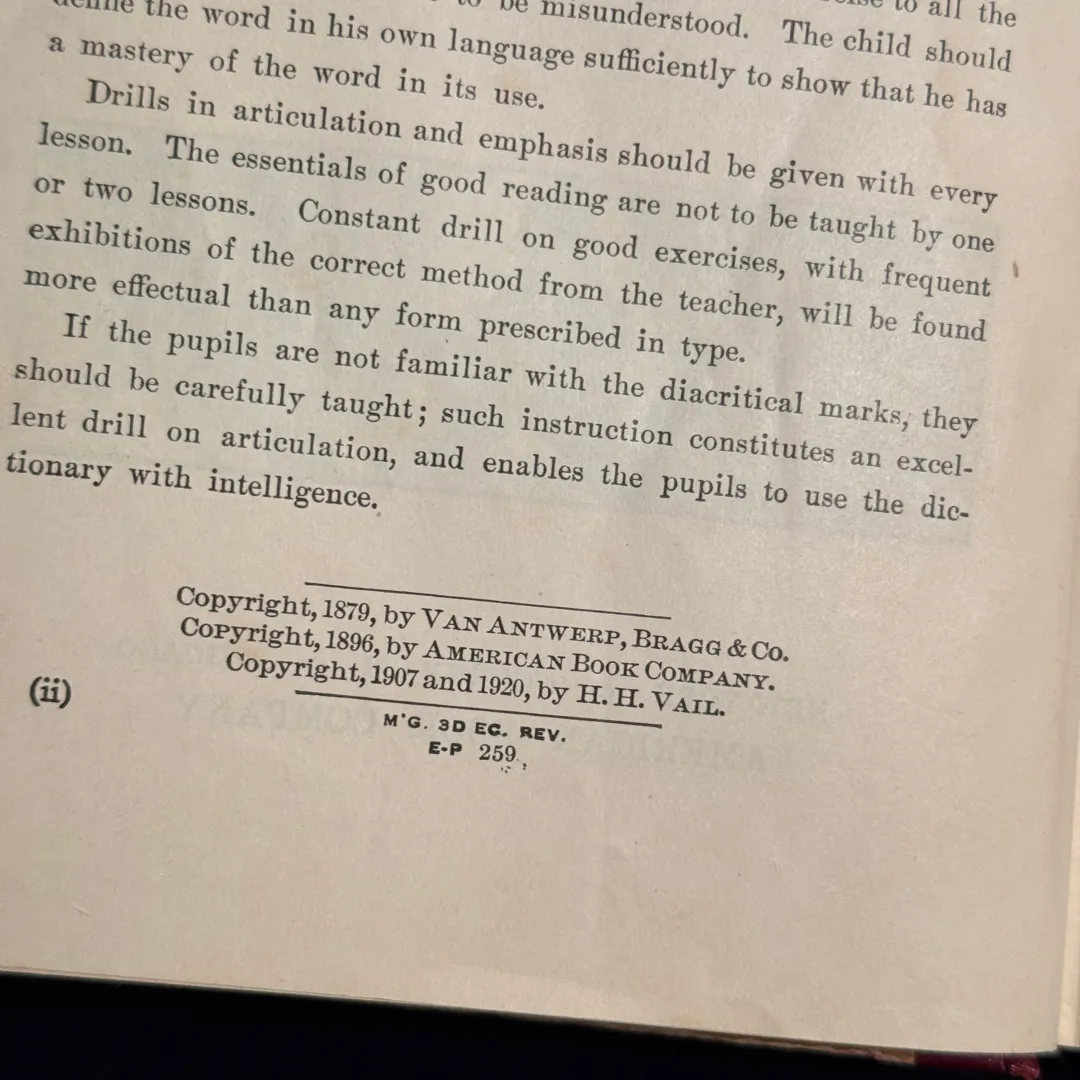 to be misunderstood. The child should
the word in his own language sufficiently to show that he has
a mastery of the word in its use.
Drills in articulation and emphasis should be given with every
lesson. The essentials of good reading are not to be taught by one
or two lessons. Constant drill on good exercises, with frequent
exhibitions of the correct method from the teacher, will be found
more effectual than any form prescribed in type.
If the pupils are not familiar with the diacritical marks, they
should be carefully taught; such instruction constitutes an excel-
lent drill on articulation, and enables the pupils to use the dic-
tionary with intelligence.
Copyright, 1879, by VAN ANTWERP, BRAGG & CO.
Copyright, 1896, by AMERICAN BOOK COMPANY.
Copyright, 1907 and 1920, by H. H. VAIL.
(ii)
M'G. 3D EC. REV.
E-P 259